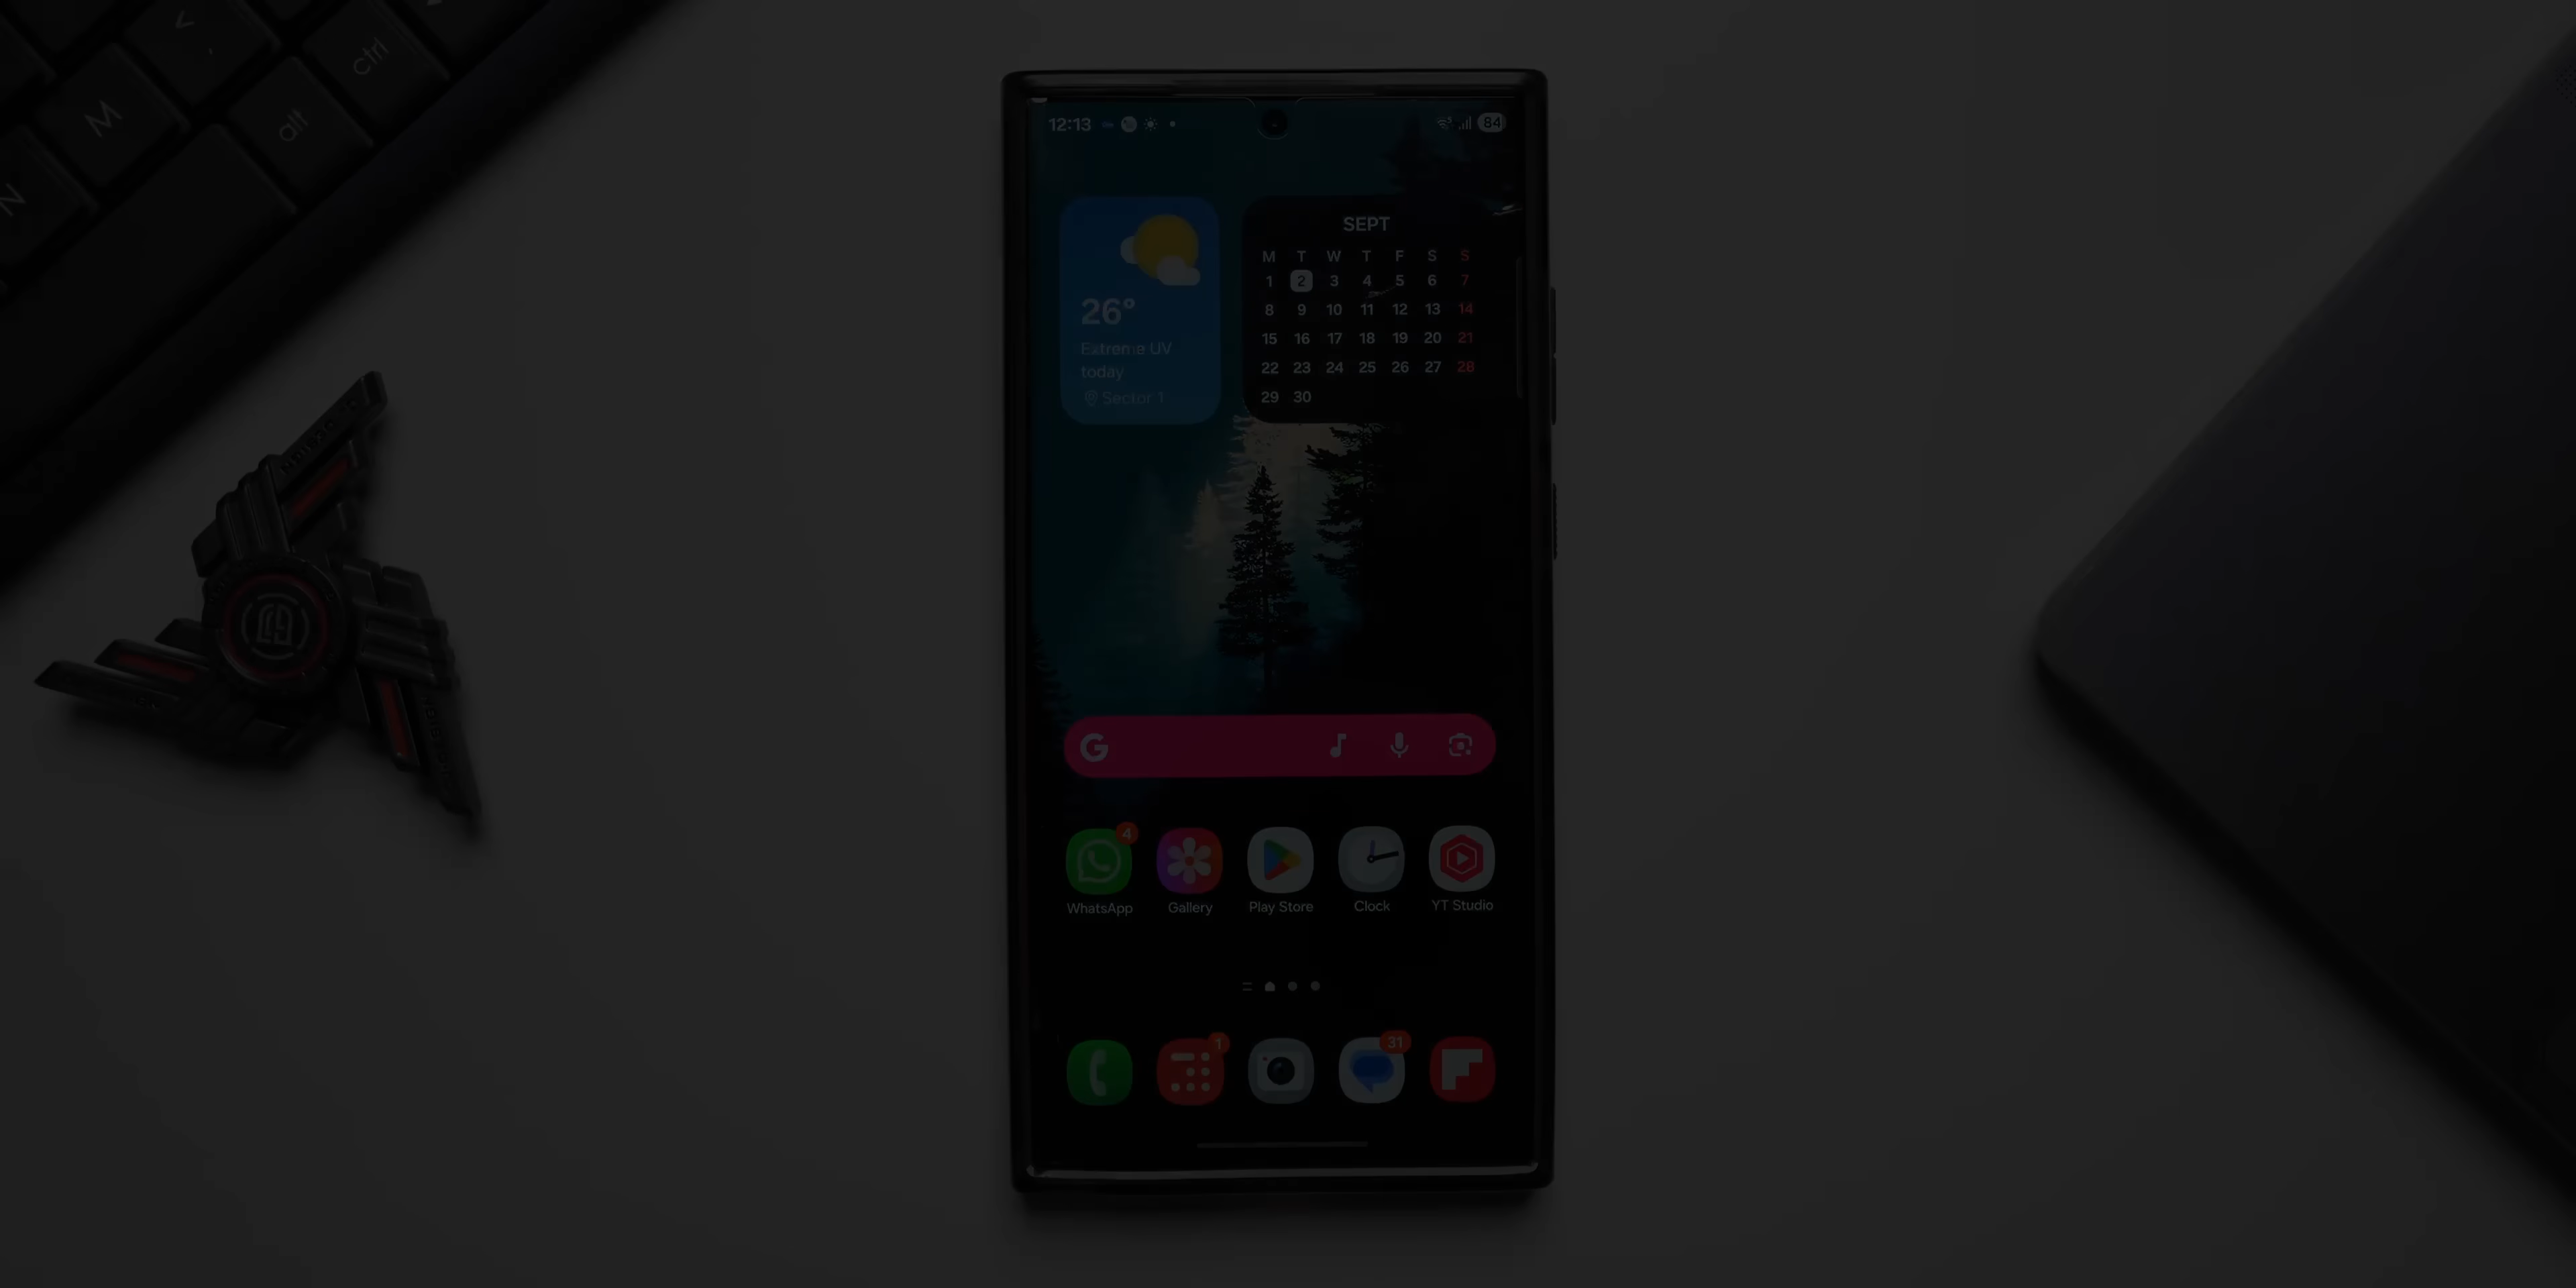 ctrl
alt
M
N
12:13
84
26°
Extreme UV
today
Sector 1
SEPT
M T W T F S S
1 2 3 4 5 6 7
8 9 10 11 12 13 14
15 16 17 18 19 20 21
22 23 24 25 26 27 28
29 30
G
4
WhatsApp Gallery Play Store Clock YT Studio
1 31